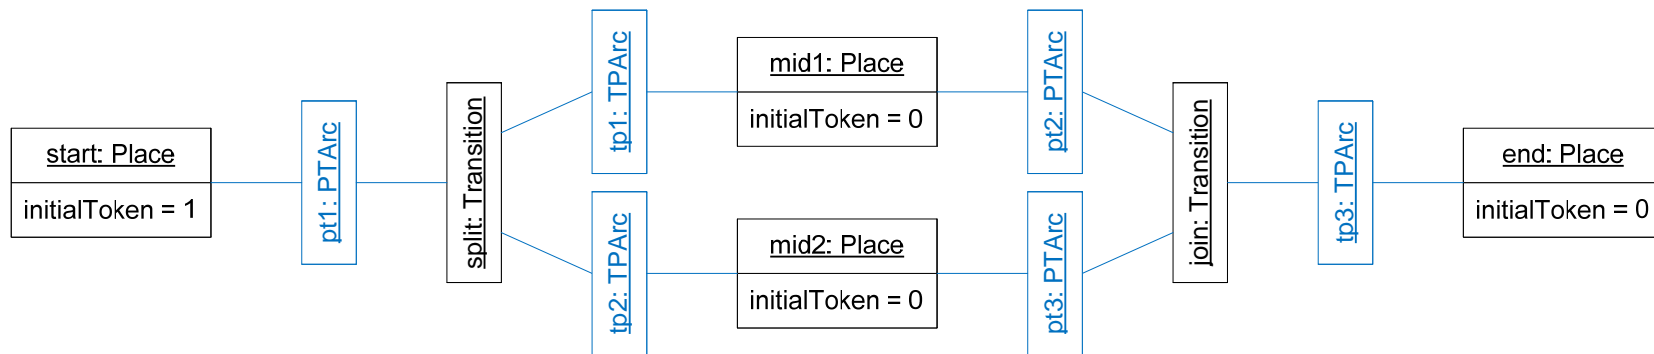 start: Place
initialToken = 1
pt1: PTArc
split: Transition
tp1: TPArc
tp2: TPArc
mid1: Place
initialToken = 0
mid2: Place
initialToken = 0
pt2: PTArc
pt3: PTArc
join: Transition
tp3: TPArc
end: Place
initialToken = 0